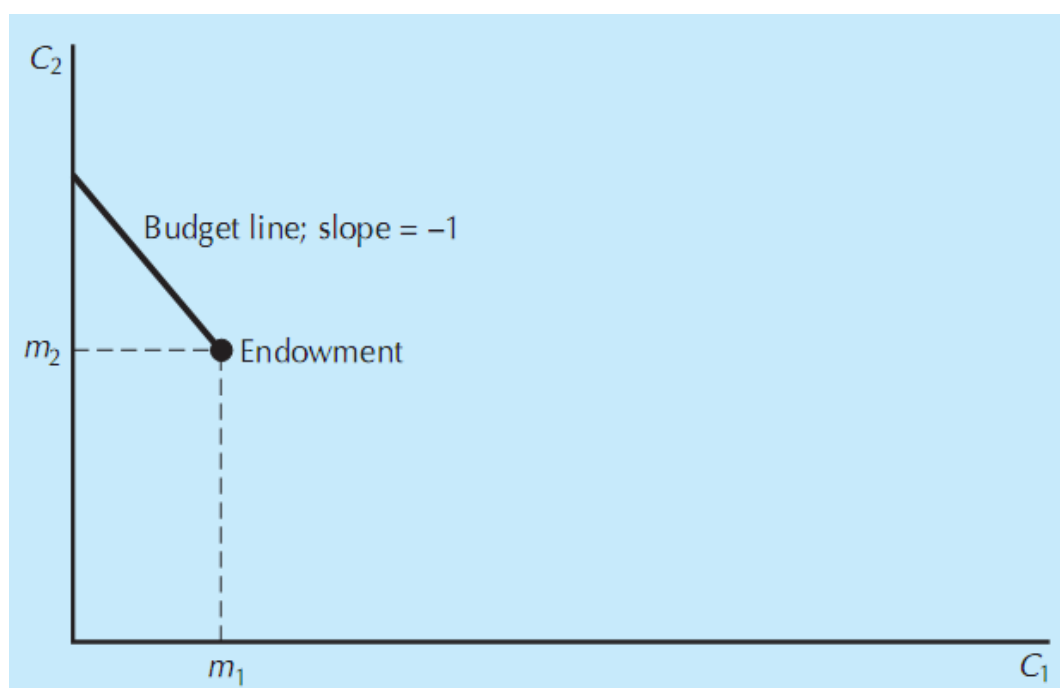 C₂
Budget line; slope = –1
m₂
Endowment
m₁
C₁